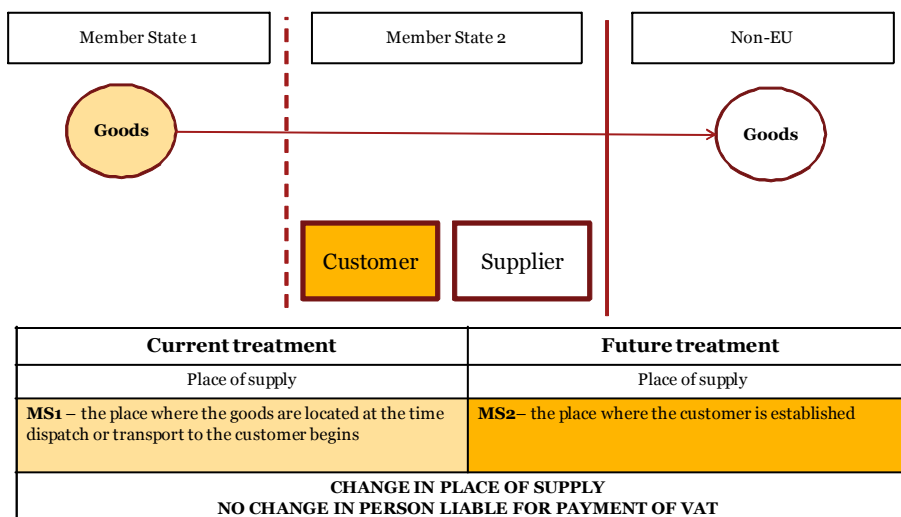 Member State 1
Member State 2
Non-EU
Goods
Goods
Customer
Supplier
Current treatment
Future treatment
Place of supply
Place of supply
MS1 – the place where the goods are located at the time
dispatch or transport to the customer begins
MS2– the place where the customer is established
CHANGE IN PLACE OF SUPPLY
NO CHANGE IN PERSON LIABLE FOR PAYMENT OF VAT